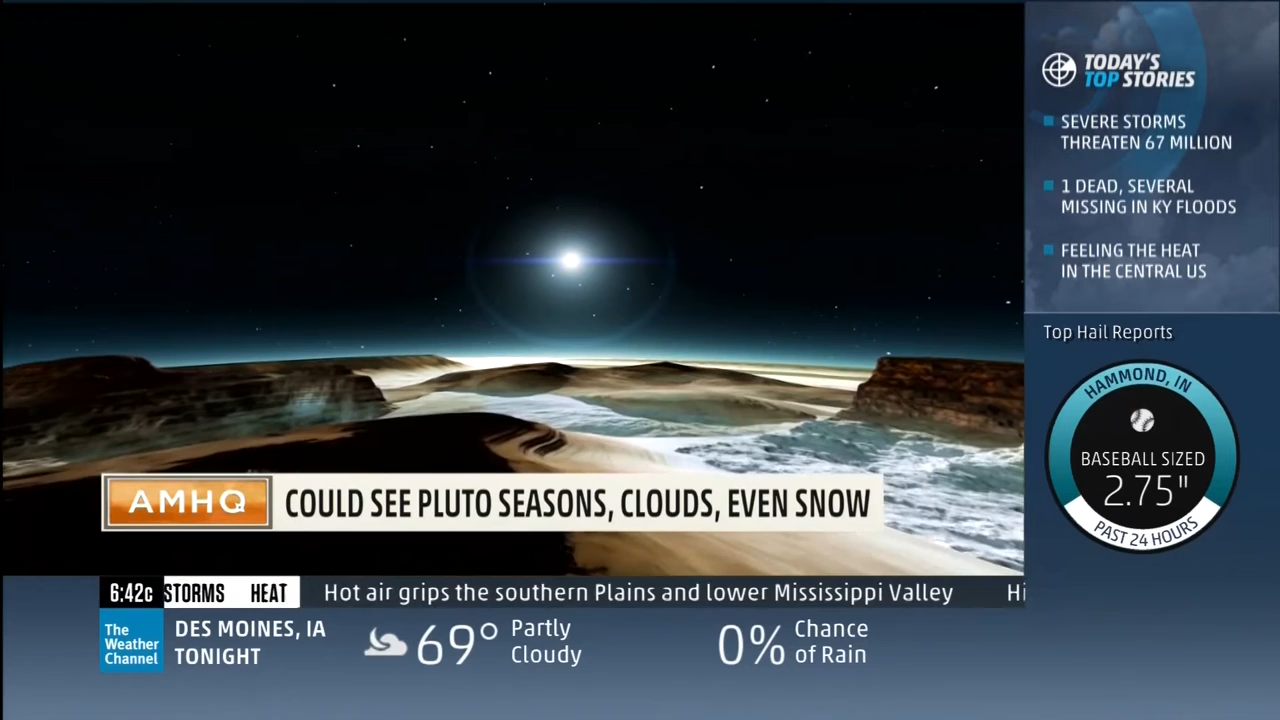 TODAY'S
TOP STORIES
SEVERE STORMS
THREATEN 67 MILLION
1 DEAD, SEVERAL
MISSING IN KY FLOODS
FEELING THE HEAT
IN THE CENTRAL US
Top Hail Reports
HAMMOND, IN
BASEBALL SIZED
2.75"
PAST 24 HOURS
AMHQ COULD SEE PLUTO SEASONS, CLOUDS, EVEN SNOW
6:42c STORMS HEAT Hot air grips the southern Plains and lower Mississippi Valley Hi
The
Weather
Channel
DES MOINES, IA
TONIGHT
69° Partly
Cloudy
0% Chance
of Rain